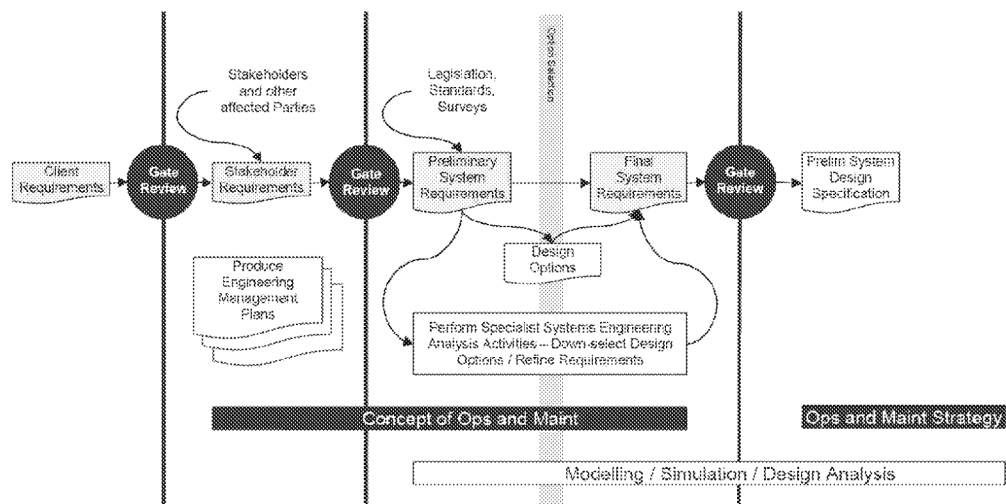 Option Selection
Stakeholders
and other
affected Parties
Legislation,
Standards,
Surveys
Client
Requirements
Gate
Review
Stakeholder
Requirements
Gate
Review
Preliminary
System
Requirements
Final
System
Requirements
Gate
Review
Prelim System
Design
Specification
Design
Options
Produce
Engineering
Management
Plans
Perform Specialist Systems Engineering
Analysis Activities – Down-select Design
Options / Refine Requirements
Concept of Ops and Maint
Ops and Maint Strategy
Modelling / Simulation / Design Analysis